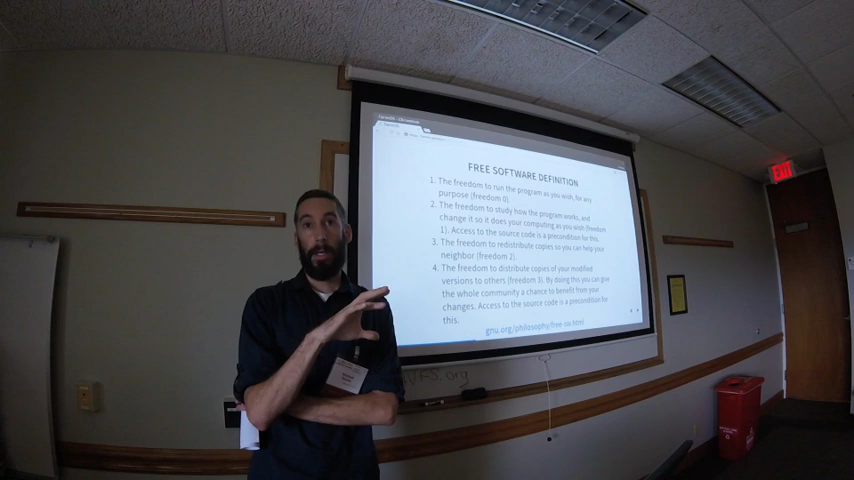 FREE SOFTWARE DEFINITION
1. The freedom to run the program as you wish, for any
purpose (freedom 0).
2. The freedom to study how the program works, and
change it so it does your computing as you wish (freedom
1). Access to the source code is a precondition for this.
3. The freedom to redistribute copies so you can help your
neighbor (freedom 2).
4. The freedom to distribute copies of your modified
versions to others (freedom 3). By doing this you can give
the whole community a chance to benefit from your
changes. Access to the source code is a precondition for
this.
gnu.org/philosophy/free-sw.html
EXIT